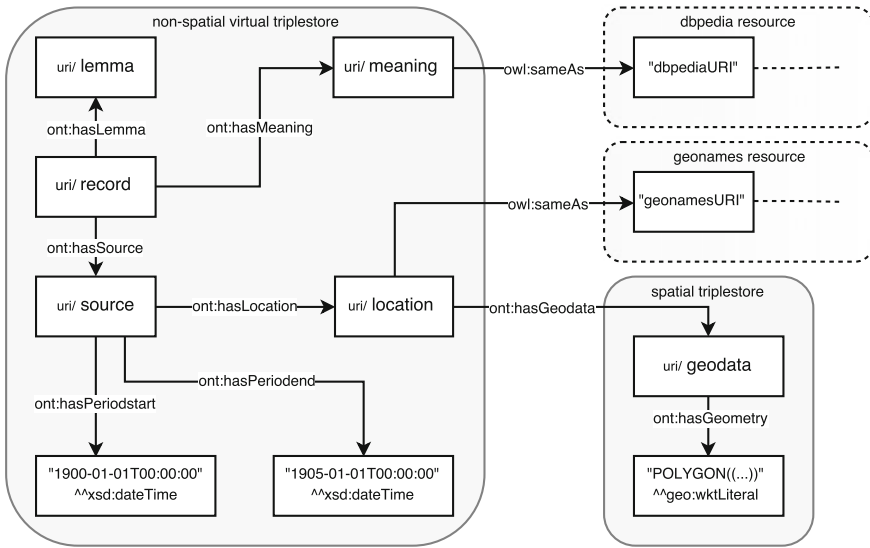 non-spatial virtual triplestore
dbpedia resource
uri/ lemma
uri/ meaning
owl:sameAs
"dbpediaURI"
ont:hasLemma
ont:hasMeaning
geonames resource
uri/ record
owl:sameAs
"geonamesURI"
ont:hasSource
spatial triplestore
uri/ source
ont:hasLocation
uri/ location
ont:hasGeodata
uri/ geodata
ont:hasPeriodend
ont:hasPeriodstart
ont:hasGeometry
"1900-01-01T00:00:00"
^^xsd:dateTime
"1905-01-01T00:00:00"
^^xsd:dateTime
"POLYGON((...))"
^^geo:wktLiteral